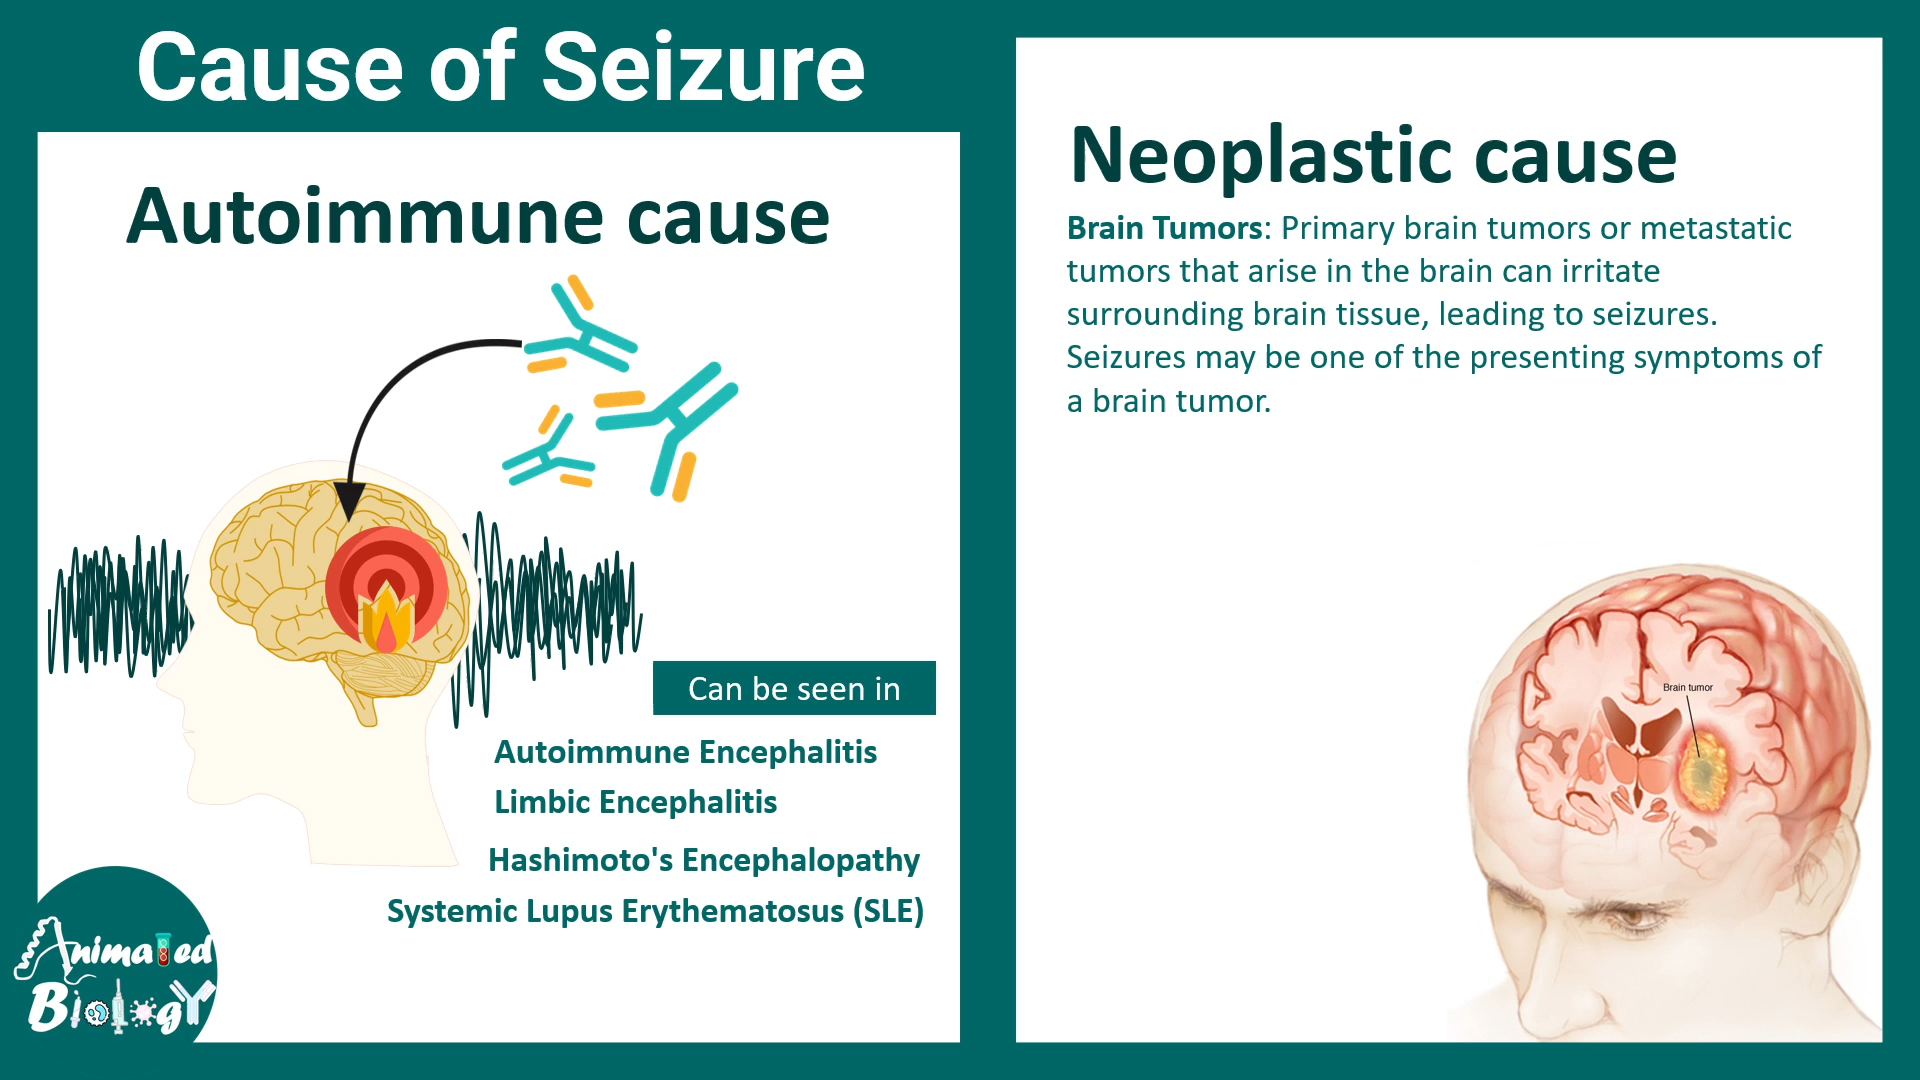 Cause of Seizure
Autoimmune cause
Can be seen in
Autoimmune Encephalitis
Limbic Encephalitis
Hashimoto's Encephalopathy
Systemic Lupus Erythematosus (SLE)
Animated
Biology
Neoplastic cause
Brain Tumors: Primary brain tumors or metastatic
tumors that arise in the brain can irritate
surrounding brain tissue, leading to seizures.
Seizures may be one of the presenting symptoms of
a brain tumor.
Brain tumor